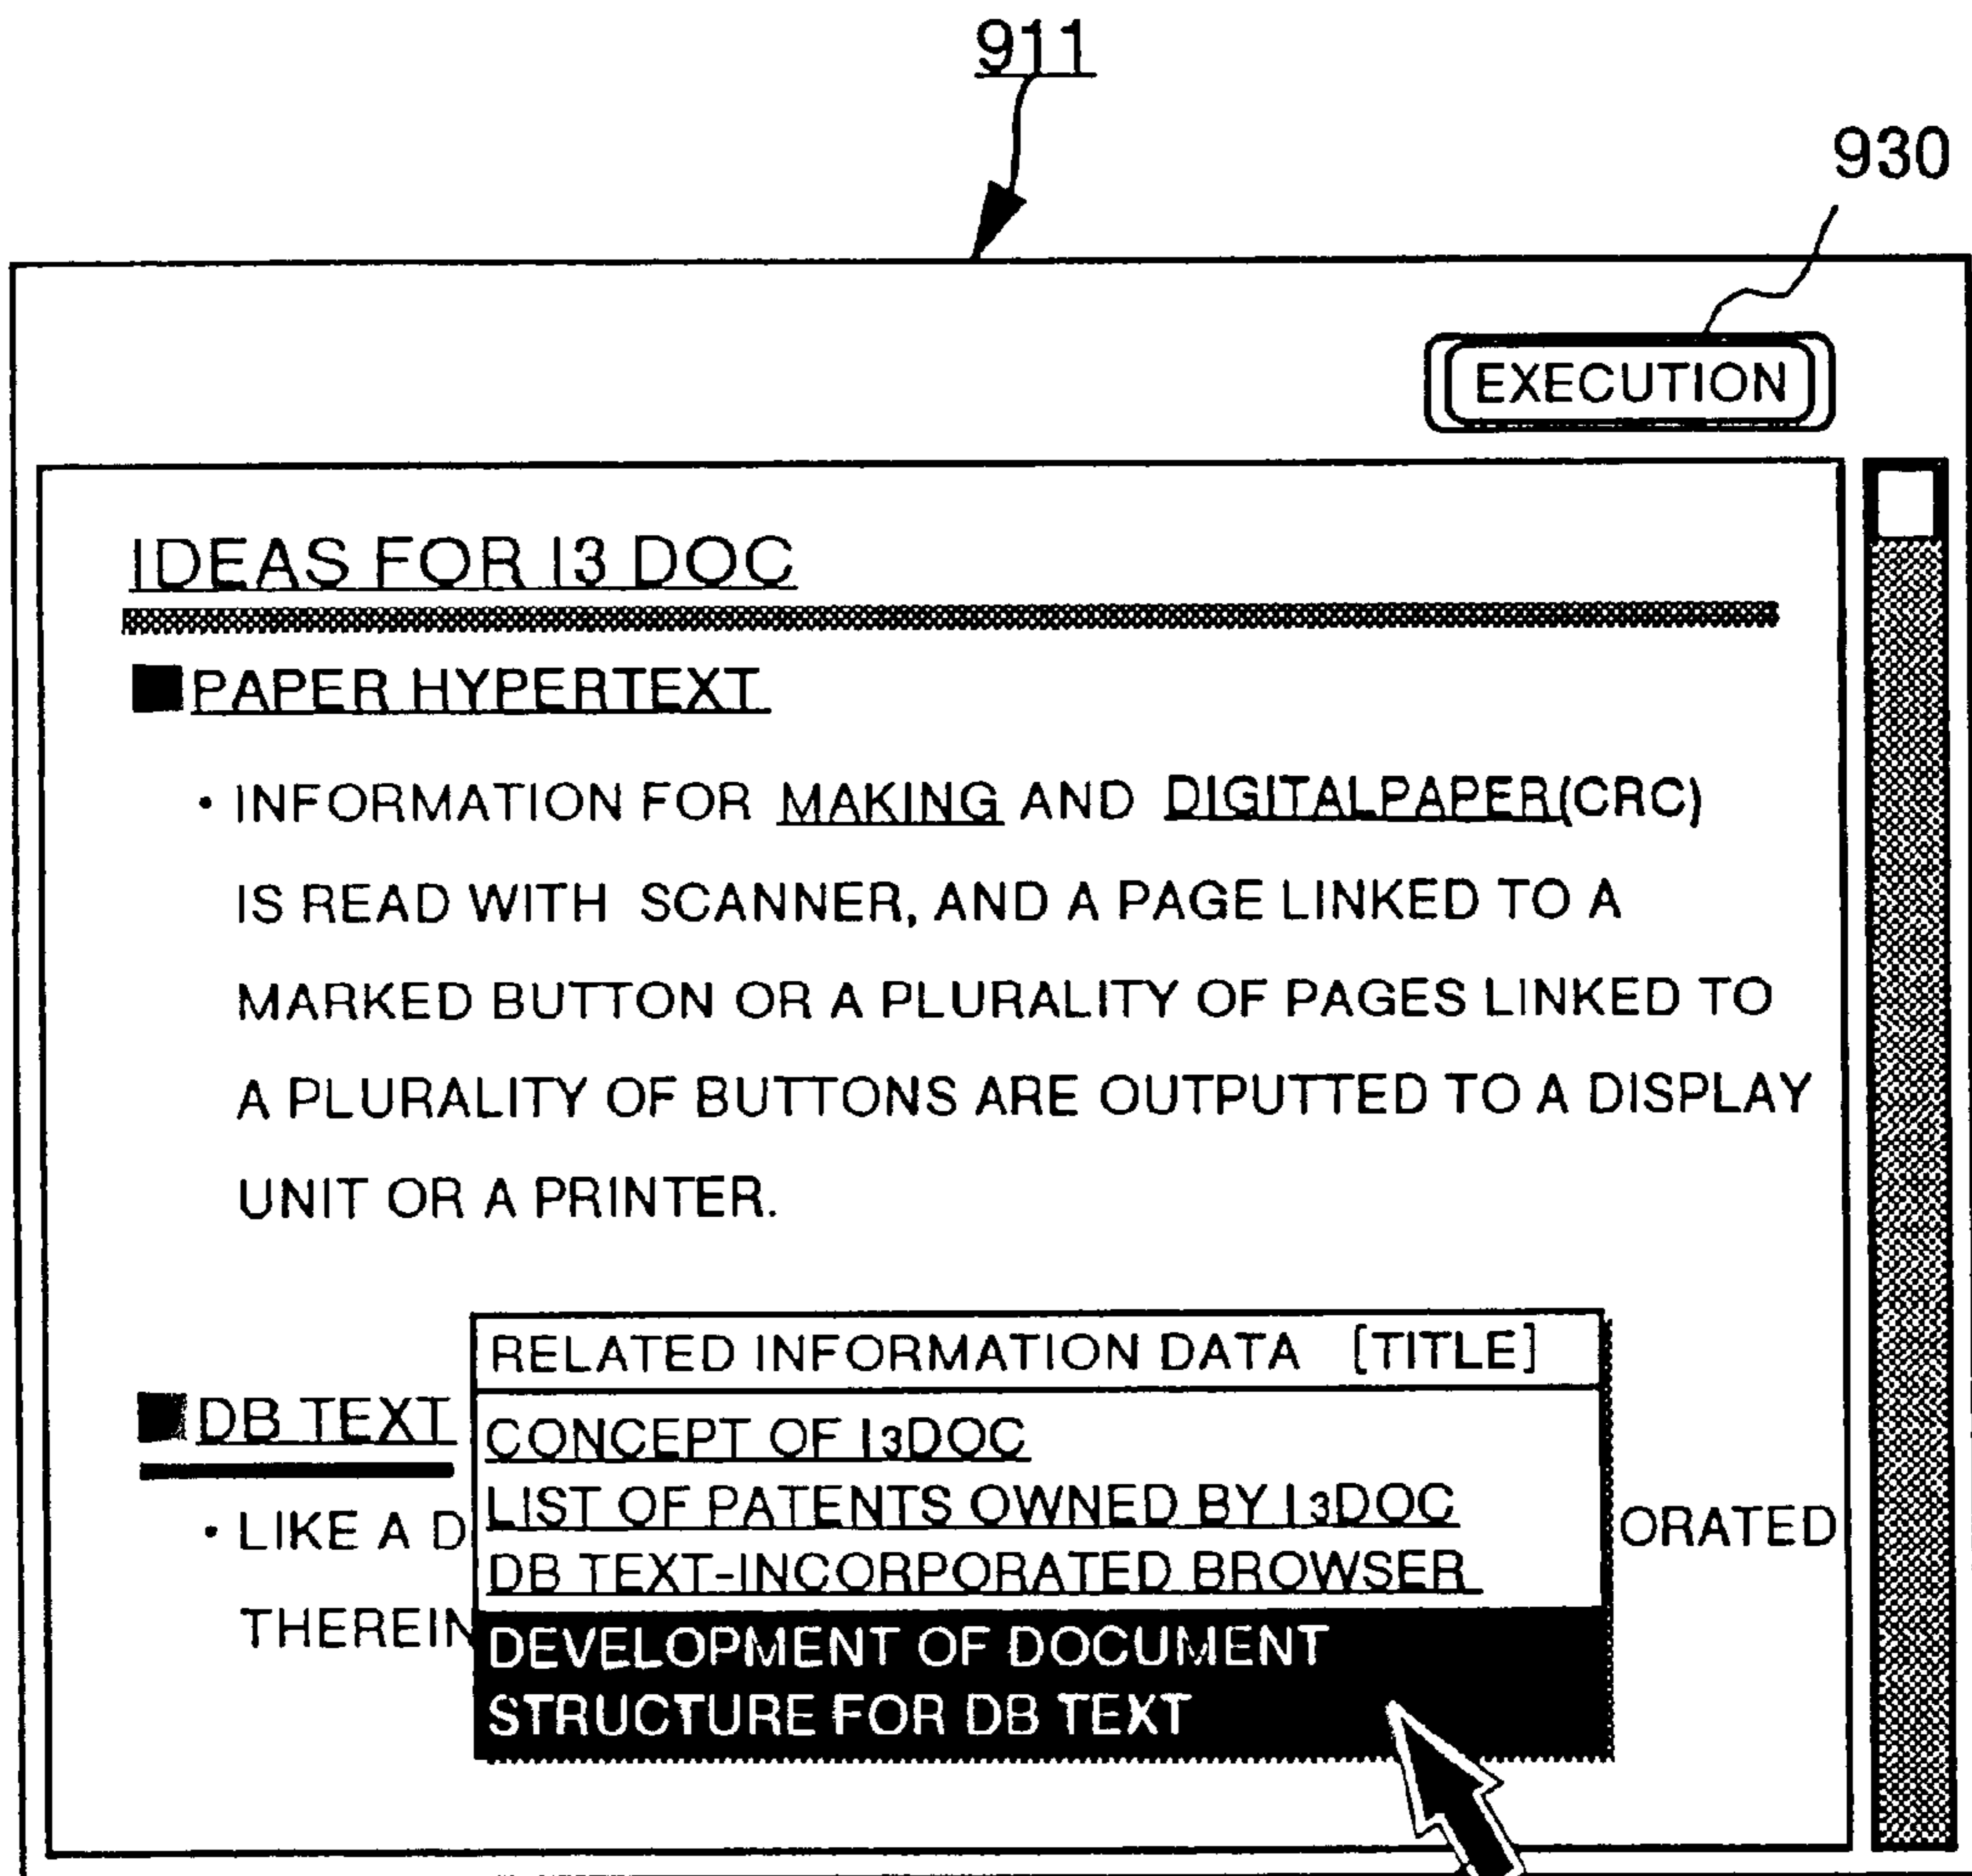 911
930
EXECUTION
IDEAS FOR I3 DOC
■PAPER HYPERTEXT
・INFORMATION FOR MAKING AND DIGITALPAPER(CRC)
IS READ WITH SCANNER, AND A PAGE LINKED TO A
MARKED BUTTON OR A PLURALITY OF PAGES LINKED TO
A PLURALITY OF BUTTONS ARE OUTPUTTED TO A DISPLAY
UNIT OR A PRINTER.
RELATED INFORMATION DATA [TITLE]
CONCEPT OF I3DOC
LIST OF PATENTS OWNED BY I3DOC
DB TEXT-INCORPORATED BROWSER
DEVELOPMENT OF DOCUMENT
STRUCTURE FOR DB TEXT
■DB TEXT
・LIKE A D ORATED
THEREIN